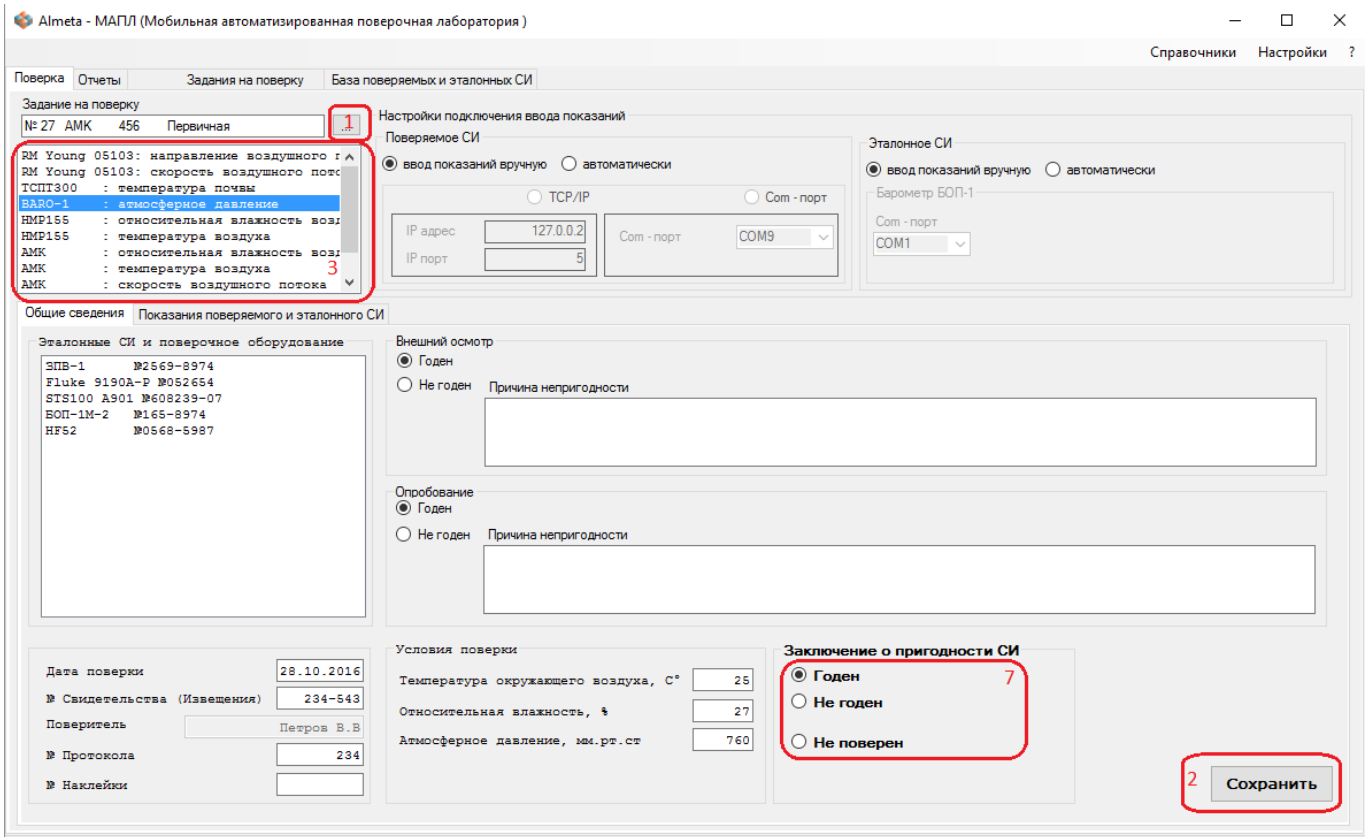 Almeta - МАПЛ (Мобильная автоматизированная поверочная лаборатория )
Справочники Настройки ?
Поверка Отчеты Задания на поверку База поверяемых и эталонных СИ
Задание на поверку
№ 27 АМК 456 Первичная ... 1
RM Young 05103: направление воздушного г
RM Young 05103: скорость воздушного пото
ТСПТ300 : температура почвы
BARO-1 : атмосферное давление
HMP155 : относительная влажность возд
HMP155 : температура воздуха
АМК : относительная влажность возд
АМК : температура воздуха
АМК : скорость воздушного потока
3
Настройки подключения ввода показаний
Поверяемое СИ
ввод показаний вручную автоматически
TCP/IP Com - порт
IP адрес 127.0.0.2
IP порт 5
Com - порт COM9
Эталонное СИ
ввод показаний вручную автоматически
Барометр БОП-1
Com - порт
COM1
Общие сведения Показания поверяемого и эталонного СИ
Эталонные СИ и поверочное оборудование
ЭПВ-1 №2569-8974
Fluke 9190A-P №052654
STS100 A901 №608239-07
БОП-1М-2 №165-8974
HF52 №0568-5987
Внешний осмотр
Годен
Не годен Причина непригодности
Опробование
Годен
Не годен Причина непригодности
Дата поверки 28.10.2016
№ Свидетельства (Извещения) 234-543
Поверитель Петров В.В
№ Протокола 234
№ Наклейки
Условия поверки
Температура окружающего воздуха, С° 25
Относительная влажность, % 27
Атмосферное давление, мм.рт.ст 760
Заключение о пригодности СИ
Годен 7
Не годен
Не поверен
2 Сохранить